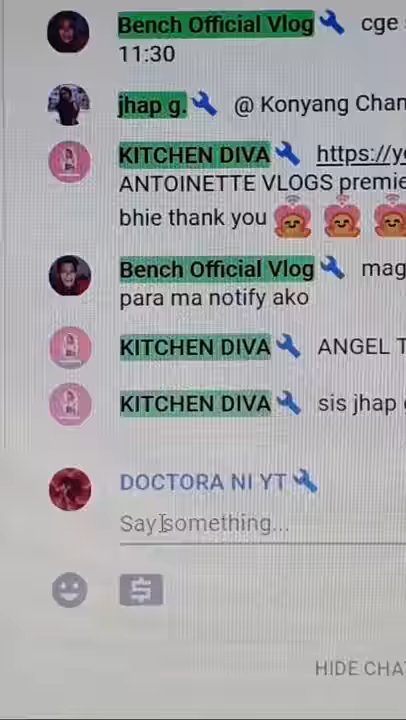 Bench Official Vlog cge
11:30
jhap g. @ Konyang Chan
KITCHEN DIVA https://y
ANTOINETTE VLOGS premie
bhie thank you
Bench Official Vlog mag
para ma notify ako
KITCHEN DIVA ANGEL T
KITCHEN DIVA sis jhap
DOCTORA NI YT
Say something...
HIDE CHA